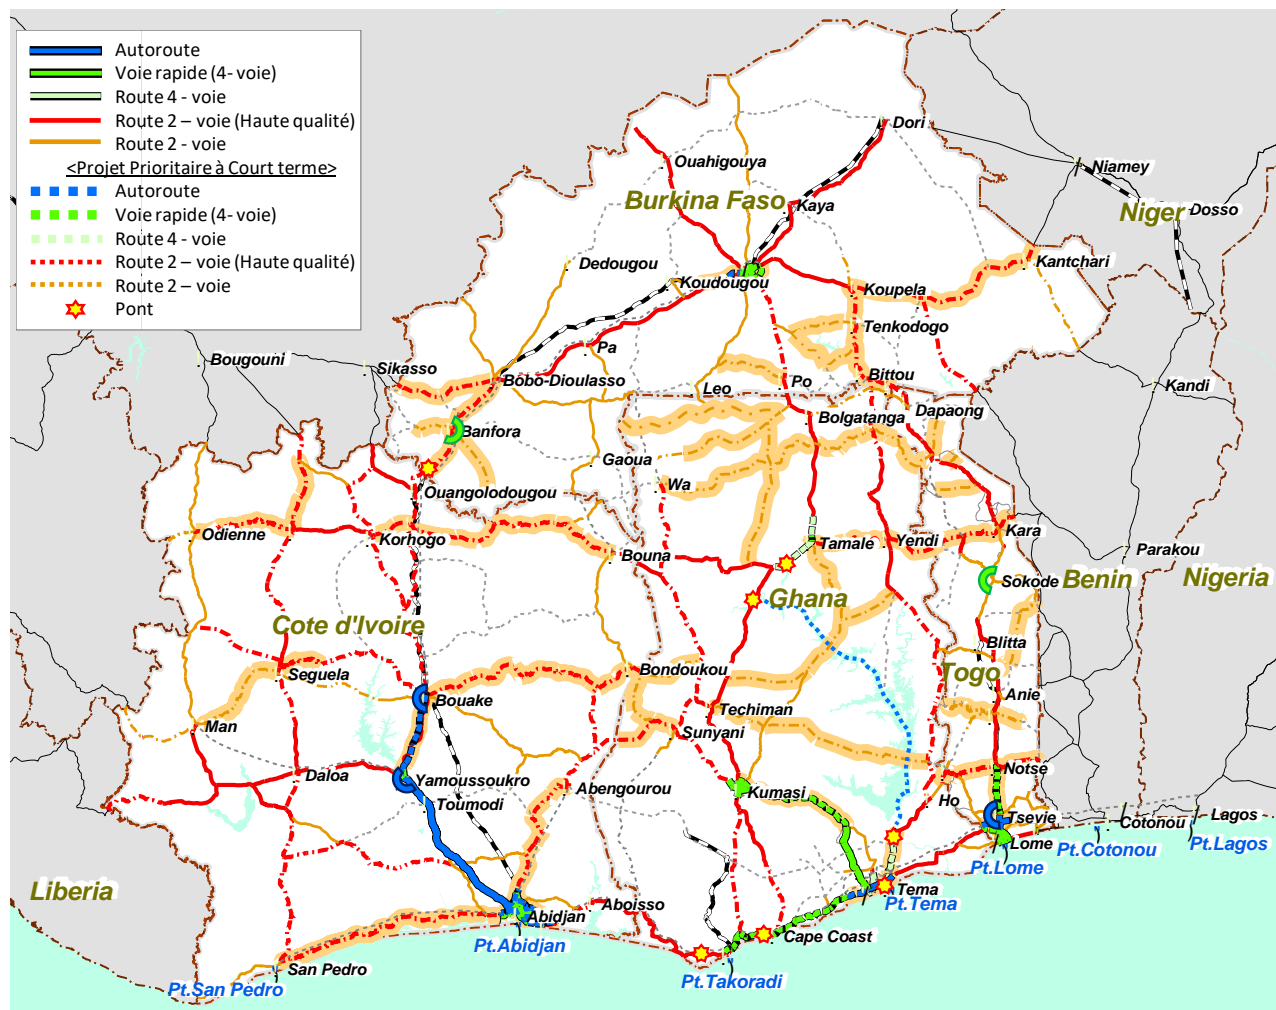 Autoroute
Voie rapide (4- voie)
Route 4 - voie
Route 2 – voie (Haute qualité)
Route 2 - voie
<Projet Prioritaire à Court terme>
Autoroute
Voie rapide (4- voie)
Route 4 - voie
Route 2 – voie (Haute qualité)
Route 2 – voie
Pont
Dori
Ouahigouya
Niamey
Burkina Faso
Kaya
Niger
Dosso
Dedougou
Koudougou
Kantchari
Koupela
Tenkodogo
Pa
Bougouni
Sikasso
Bobo-Dioulasso
Leo
Po
Bittou
Kandi
Bolgatanga
Dapaong
Banfora
Gaoua
Wa
Ouangolodougou
Odienne
Korhogo
Bouna
Tamale
Yendi
Kara
Parakou
Sokode
Benin
Nigeria
Ghana
Cote d'Ivoire
Blitta
Togo
Seguela
Bondoukou
Anie
Bouake
Techiman
Man
Sunyani
Daloa
Yamoussoukro
Notse
Toumodi
Abengourou
Kumasi
Ho
Tsevie
Cotonou
Lagos
Lome
Pt.Cotonou
Pt.Lagos
Pt.Lome
Liberia
Tema
Pt.Tema
Aboisso
Abidjan
Cape Coast
Pt.Abidjan
San Pedro
Pt.Takoradi
Pt.San Pedro